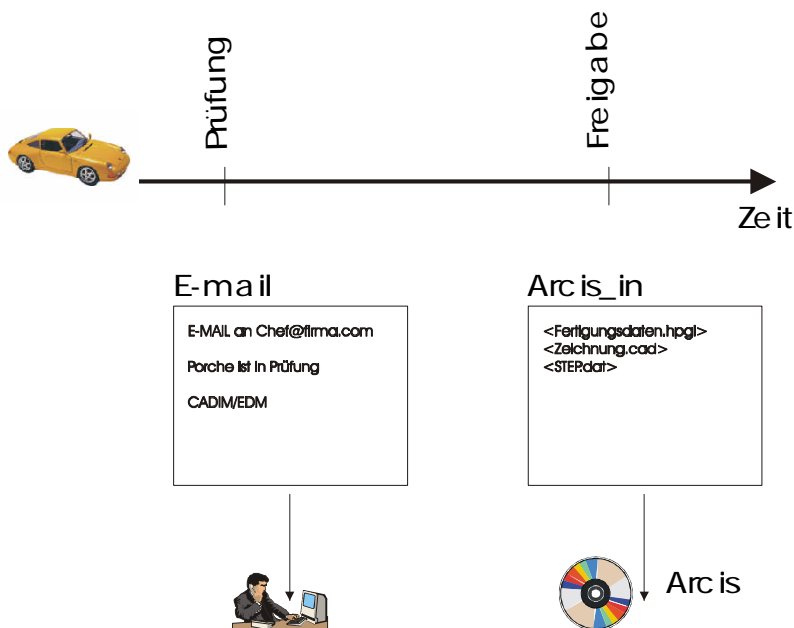 Prüfung
Freigabe
Zeit
E-mail
E-MAIL an Chef@firma.com
Porche ist in Prüfung
CADIM/EDM
Arcis_in
<Fertigungsdaten.hpgl>
<Zeichnung.cad>
<STEP.dat>
Arcis